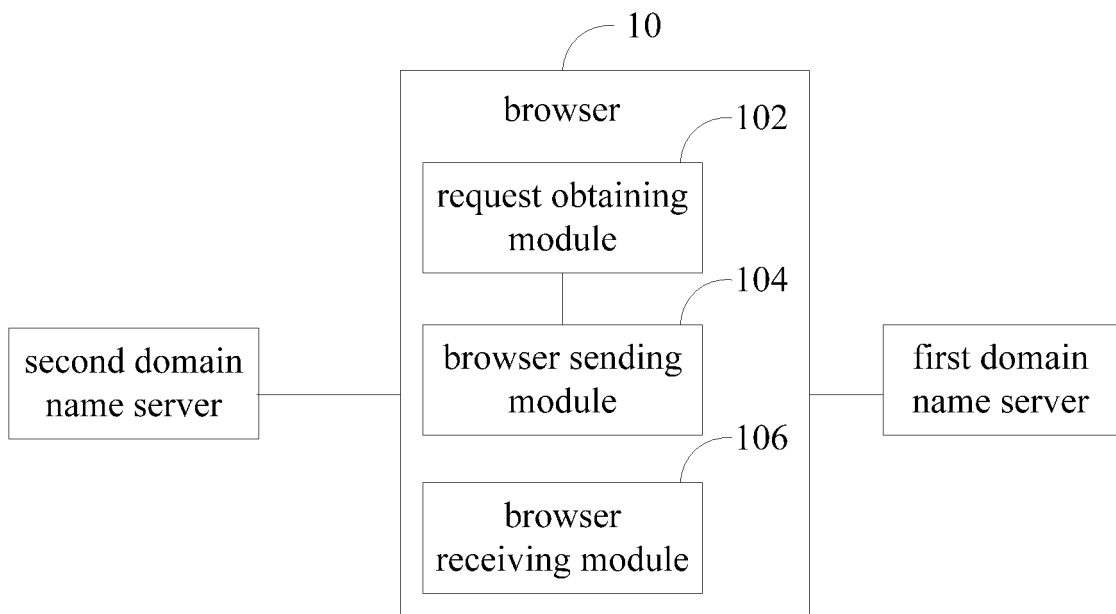 10
browser
102
request obtaining
module
104
second domain
name server
browser sending
module
first domain
name server
106
browser
receiving module